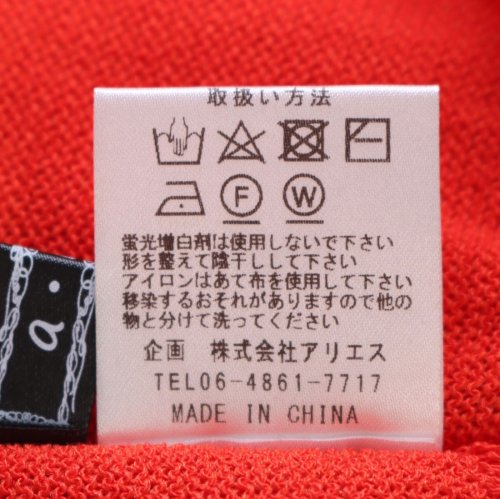 取扱い方法
F W
蛍光増白剤は使用しないで下さい
形を整えて陰干しして下さい
アイロンはあて布を使用して下さい
移染するおそれがありますので他の
物と分けて洗ってください
企画 株式会社アリエス
TEL06-4861-7717
MADE IN CHINA
a.